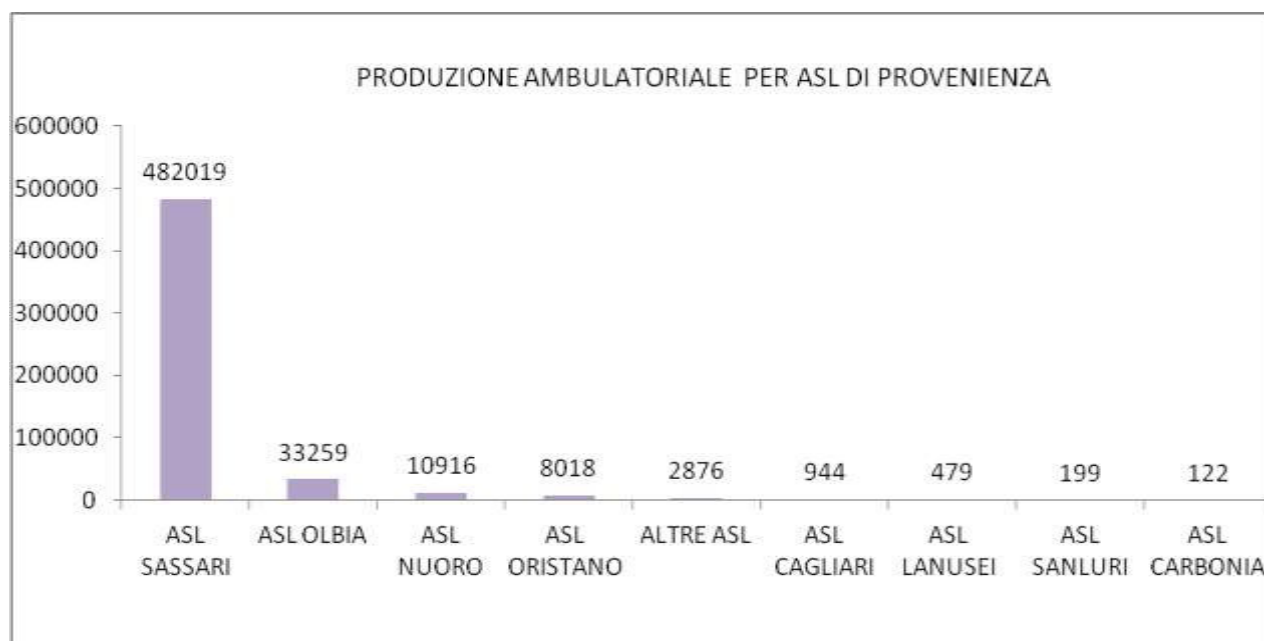 PRODUZIONE AMBULATORIALE PER ASL DI PROVENIENZA
600000
500000
400000
300000
200000
100000
0
482019
33259
10916
8018
2876
944
479
199
122
ASL SASSARI
ASL OLBIA
ASL NUORO
ASL ORISTANO
ALTRE ASL
ASL CAGLIARI
ASL LANUSEI
ASL SANLURI
ASL CARBONIA